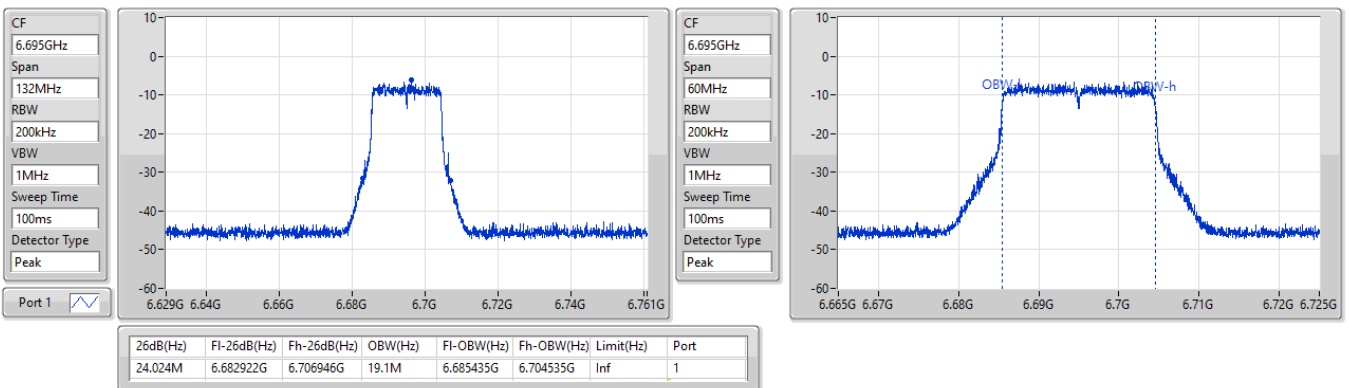 CF
6.695GHz
Span
132MHz
RBW
200kHz
VBW
1MHz
Sweep Time
100ms
Detector Type
Peak
Port 1
10
0
-10
-20
-30
-40
-50
-60
6.629G 6.64G 6.66G 6.68G 6.7G 6.72G 6.74G 6.761G
CF
6.695GHz
Span
60MHz
RBW
200kHz
VBW
1MHz
Sweep Time
100ms
Detector Type
Peak
10
0
-10
-20
-30
-40
-50
-60
OBW-h
6.665G 6.67G 6.68G 6.69G 6.7G 6.71G 6.72G 6.725G
26dB(Hz) Fl-26dB(Hz) Fh-26dB(Hz) OBW(Hz) Fl-OBW(Hz) Fh-OBW(Hz) Limit(Hz) Port
24.024M 6.682922G 6.706946G 19.1M 6.685435G 6.704535G Inf 1